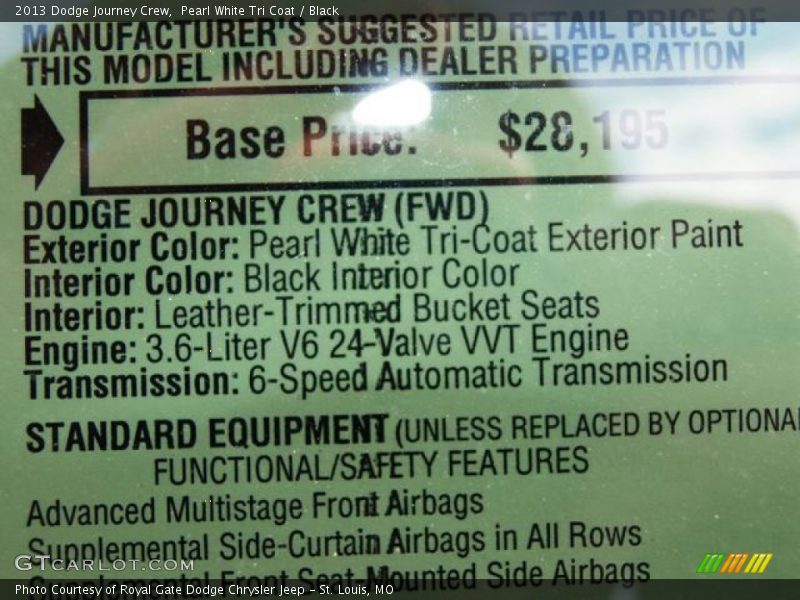 2013 Dodge Journey Crew, Pearl White Tri Coat / Black
MANUFACTURER'S SUGGESTED RETAIL PRICE OF
THIS MODEL INCLUDING DEALER PREPARATION
Base Price: $28,195
DODGE JOURNEY CREW (FWD)
Exterior Color: Pearl White Tri-Coat Exterior Paint
Interior Color: Black Interior Color
Interior: Leather-Trimmed Bucket Seats
Engine: 3.6-Liter V6 24-Valve VVT Engine
Transmission: 6-Speed Automatic Transmission
STANDARD EQUIPMENT (UNLESS REPLACED BY OPTIONAL
FUNCTIONAL/SAFETY FEATURES
Advanced Multistage Front Airbags
Supplemental Side-Curtain Airbags in All Rows
Supplemental Front Seat-Mounted Side Airbags
GTCARLOT.COM
Photo Courtesy of Royal Gate Dodge Chrysler Jeep - St. Louis, MO